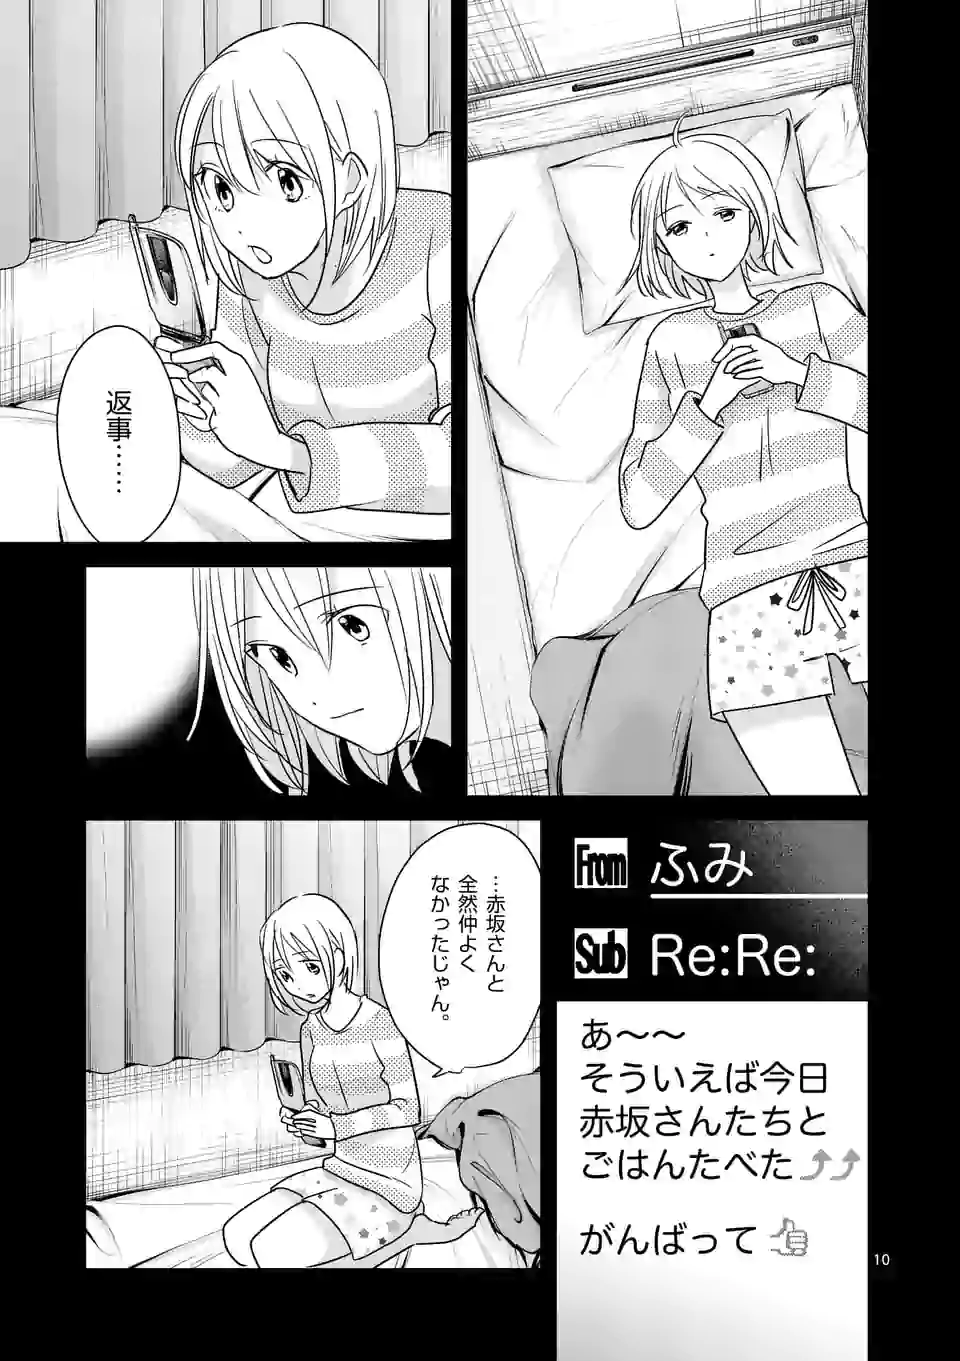 返事……
From ふみ
Sub Re:Re:
あ～～
そういえば今日
赤坂さんたちと
ごはんたべた
がんばって
…赤坂さんと
全然仲よく
なかったじゃん。
10